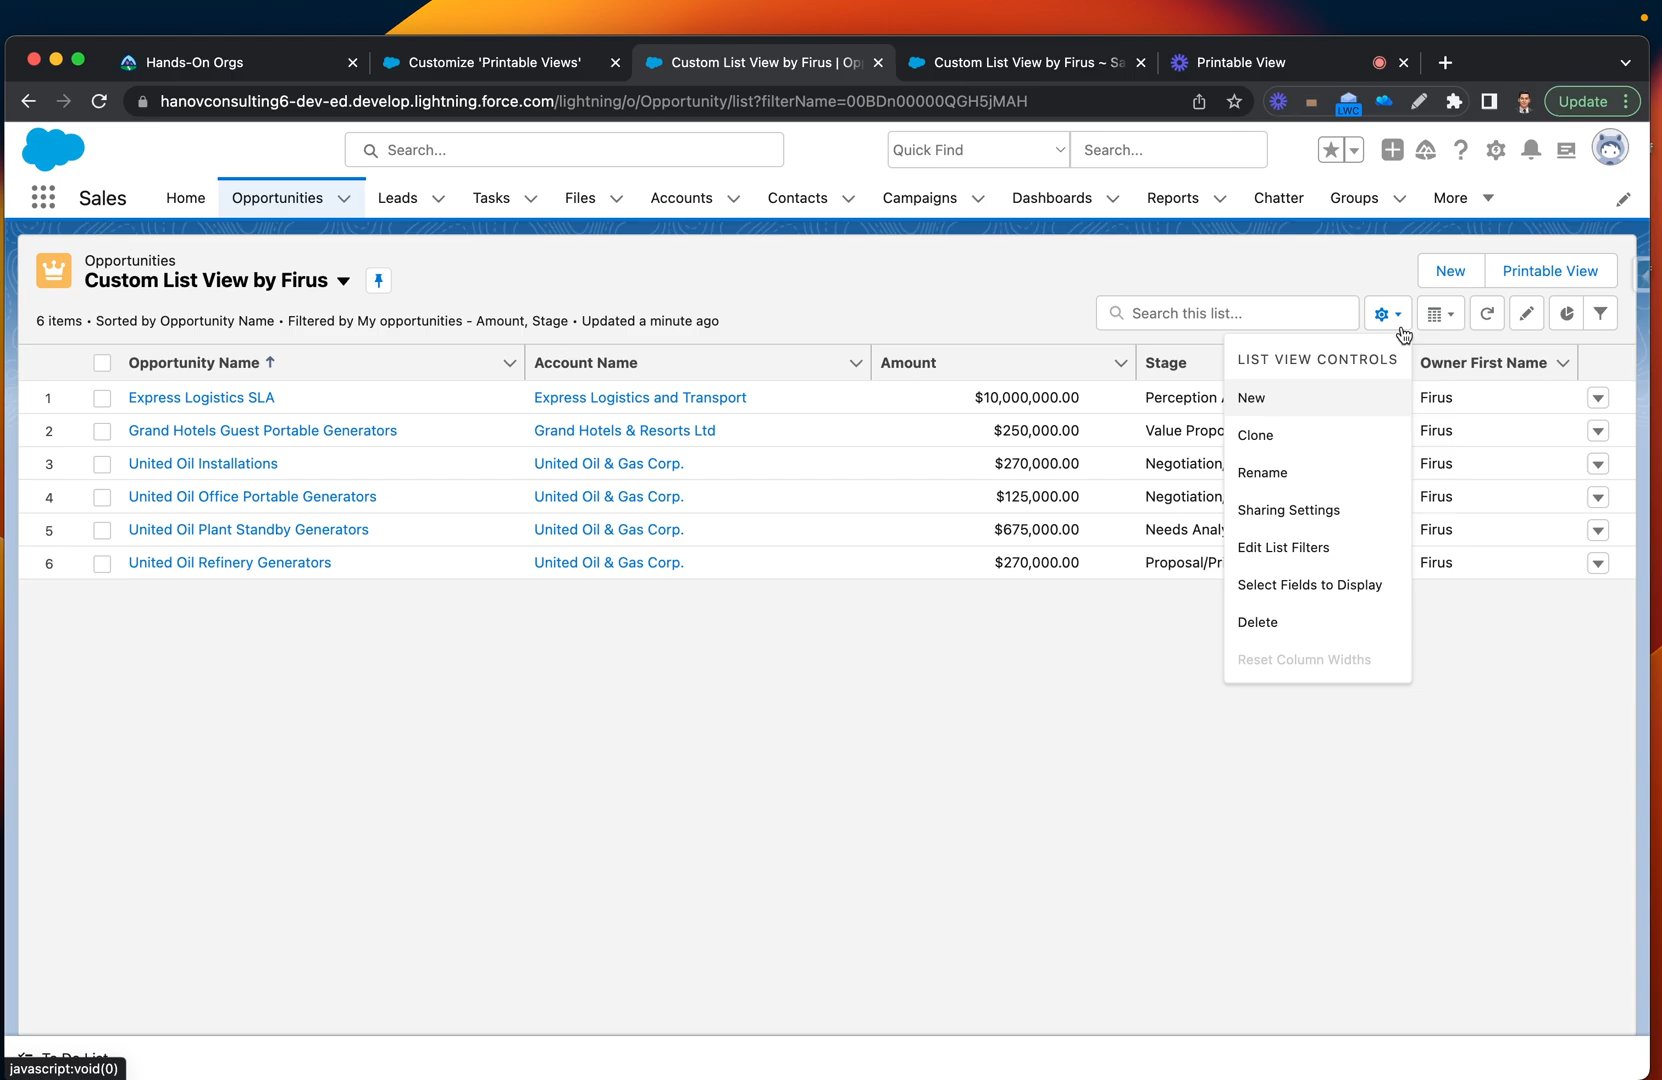 Hands-On Orgs
Customize 'Printable Views'
Custom List View by Firus | Op
Custom List View by Firus ~ Sa
Printable View
hanovconsulting6-dev-ed.develop.lightning.force.com/lightning/o/Opportunity/list?filterName=00BDn00000QGH5jMAH
LWC
Update
Search...
Quick Find
Search...
Sales
Home
Opportunities
Leads
Tasks
Files
Accounts
Contacts
Campaigns
Dashboards
Reports
Chatter
Groups
More
Opportunities
Custom List View by Firus
New
Printable View
6 items • Sorted by Opportunity Name • Filtered by My opportunities - Amount, Stage • Updated a minute ago
Search this list...
Opportunity Name
Account Name
Amount
Stage
Owner First Name
1 Express Logistics SLA Express Logistics and Transport $10,000,000.00 Perception Firus
2 Grand Hotels Guest Portable Generators Grand Hotels & Resorts Ltd $250,000.00 Value Propo Firus
3 United Oil Installations United Oil & Gas Corp. $270,000.00 Negotiation Firus
4 United Oil Office Portable Generators United Oil & Gas Corp. $125,000.00 Negotiation Firus
5 United Oil Plant Standby Generators United Oil & Gas Corp. $675,000.00 Needs Anal Firus
6 United Oil Refinery Generators United Oil & Gas Corp. $270,000.00 Proposal/Pr Firus
LIST VIEW CONTROLS
New
Clone
Rename
Sharing Settings
Edit List Filters
Select Fields to Display
Delete
Reset Column Widths
To Do List
javascript:void(0)